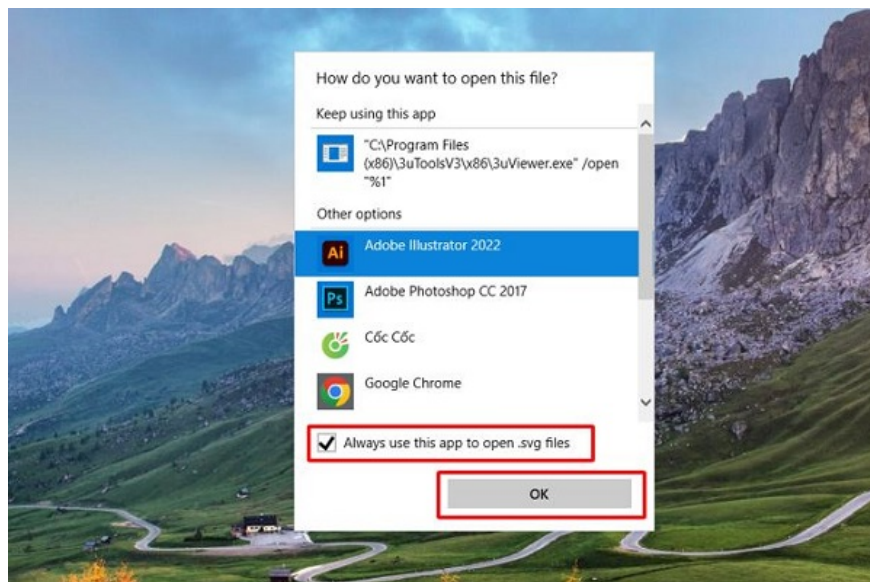 How do you want to open this file?
Keep using this app
"C:\Program Files
(x86)\3uToolsV3\x86\3uViewer.exe" /open
"%1"
Other options
Ai
Adobe Illustrator 2022
Ps
Adobe Photoshop CC 2017
Cốc Cốc
Google Chrome
Always use this app to open .svg files
OK